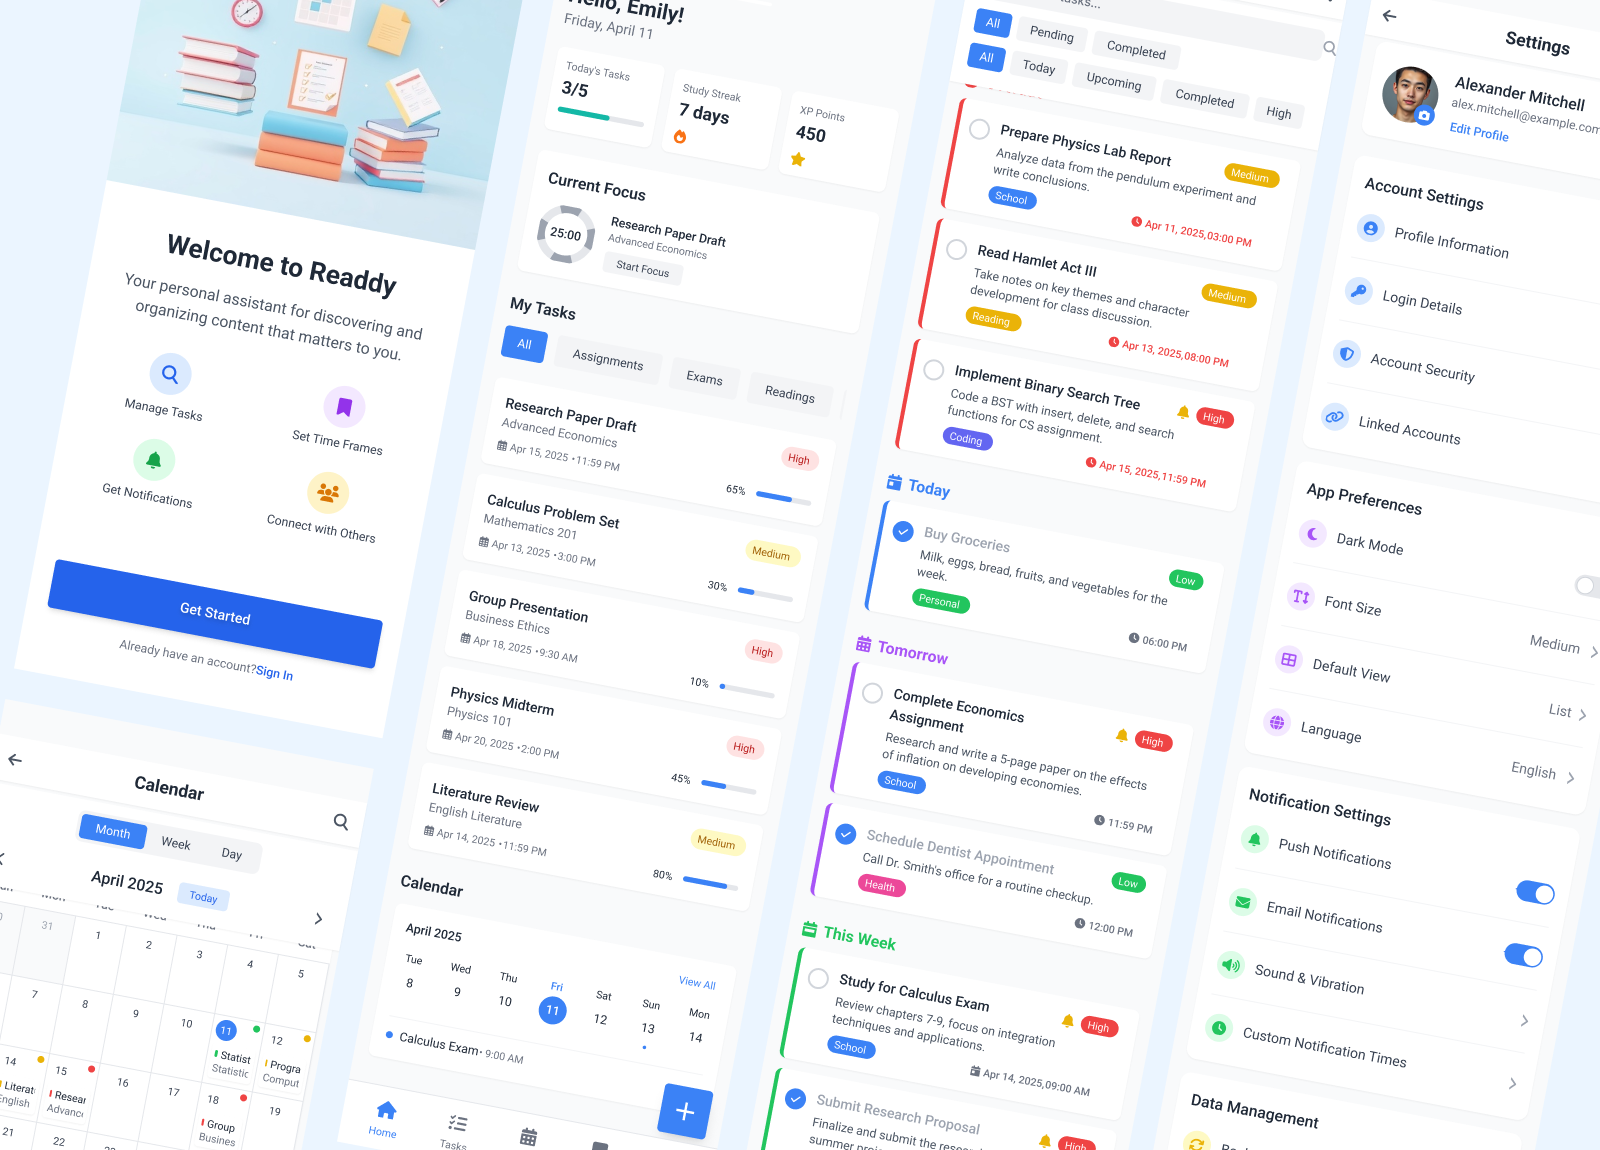 Welcome to Readdy
Your personal assistant for discovering and
organizing content that matters to you.
Manage Tasks
Set Time Frames
Get Notifications
Connect with Others
Get Started
Already have an account?Sign In
Calendar
Month
Week
Day
April 2025
Today
31
1
2
3
4
5
7
8
9
10
11
12
Statist
Statistic
Progra
Comput
14
15
16
17
18
19
Literat
English
Resear
Advanc
Group
Busines
21
22
Hello, Emily!
Friday, April 11
Today's Tasks
3/5
Study Streak
7 days
XP Points
450
Current Focus
25:00
Research Paper Draft
Advanced Economics
Start Focus
My Tasks
All
Assignments
Exams
Readings
Research Paper Draft
Advanced Economics
Apr 15, 2025 •11:59 PM
High
65%
Calculus Problem Set
Mathematics 201
Apr 13, 2025 •3:00 PM
Medium
30%
Group Presentation
Business Ethics
Apr 18, 2025 •9:30 AM
High
10%
Physics Midterm
Physics 101
Apr 20, 2025 •2:00 PM
High
45%
Literature Review
English Literature
Apr 14, 2025 •11:59 PM
Medium
80%
Calendar
April 2025
View All
Tue
Wed
Thu
Fri
Sat
Sun
Mon
8
9
10
11
12
13
14
Calculus Exam • 9:00 AM
Home
Tasks
All
Pending
Completed
All
Today
Upcoming
Completed
High
Prepare Physics Lab Report
Analyze data from the pendulum experiment and
write conclusions.
Medium
School
Apr 11, 2025,03:00 PM
Read Hamlet Act III
Take notes on key themes and character
development for class discussion.
Medium
Reading
Apr 13, 2025,08:00 PM
Implement Binary Search Tree
Code a BST with insert, delete, and search
functions for CS assignment.
High
Coding
Apr 15, 2025,11:59 PM
Today
Buy Groceries
Milk, eggs, bread, fruits, and vegetables for the
week.
Low
Personal
06:00 PM
Tomorrow
Complete Economics
Assignment
Research and write a 5-page paper on the effects
of inflation on developing economies.
High
School
11:59 PM
Schedule Dentist Appointment
Call Dr. Smith's office for a routine checkup.
Low
Health
12:00 PM
This Week
Study for Calculus Exam
Review chapters 7-9, focus on integration
techniques and applications.
High
School
Apr 14, 2025,09:00 AM
Submit Research Proposal
Finalize and submit the resear
summer
High
Settings
Alexander Mitchell
alex.mitchell@example.com
Edit Profile
Account Settings
Profile Information
Login Details
Account Security
Linked Accounts
App Preferences
Dark Mode
Font Size
Medium
Default View
List
Language
English
Notification Settings
Push Notifications
Email Notifications
Sound & Vibration
Custom Notification Times
Data Management